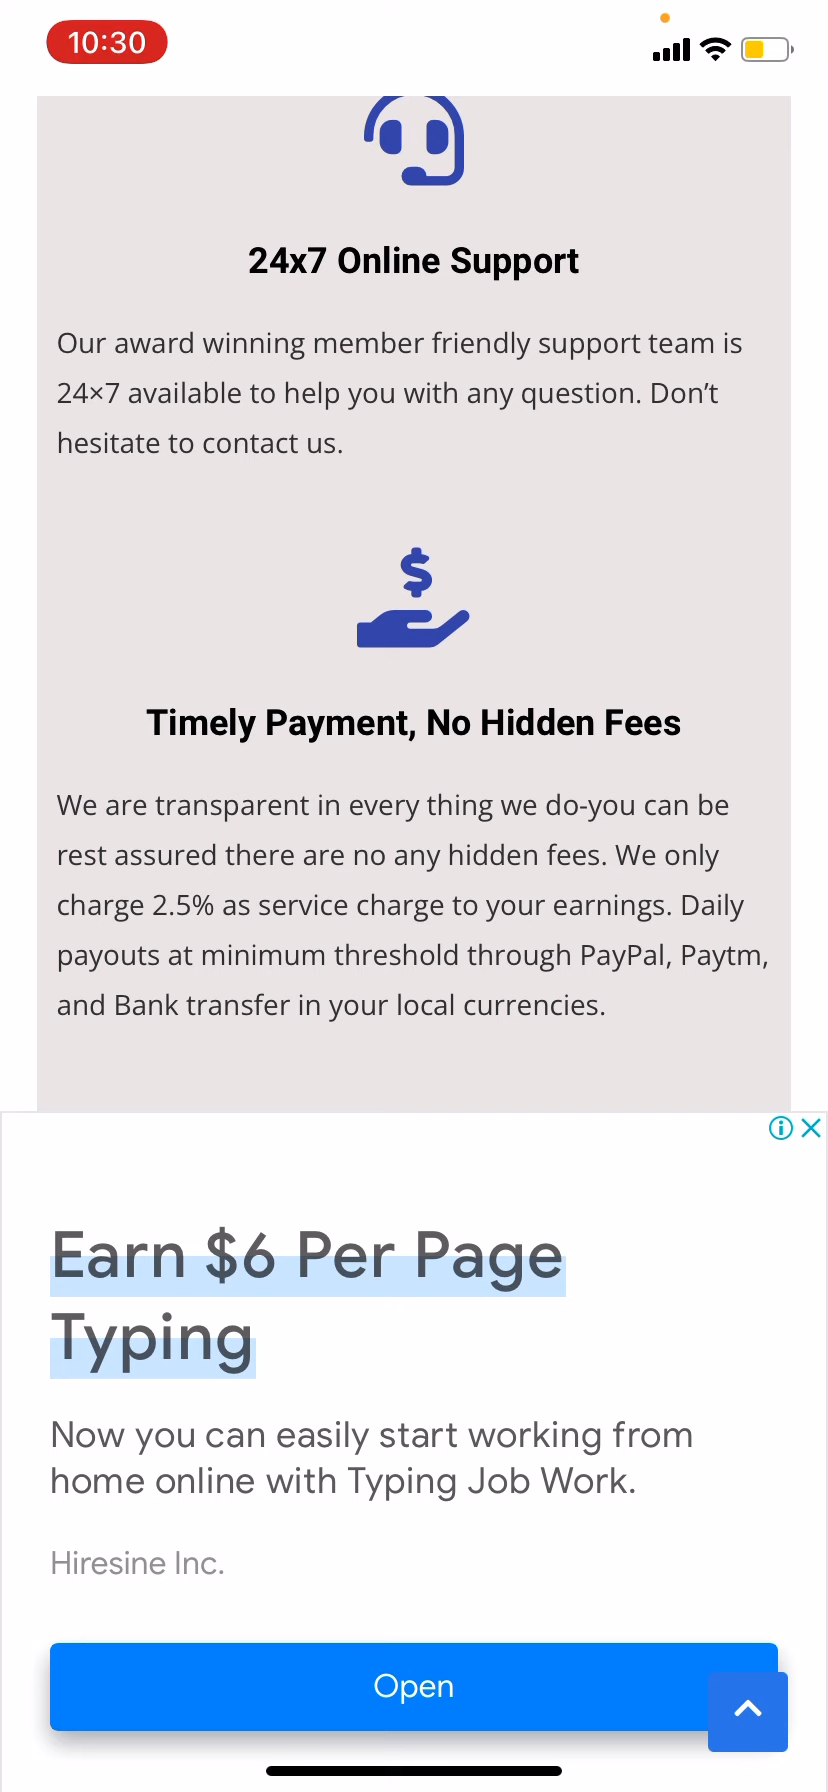 10:30
24x7 Online Support
Our award winning member friendly support team is
24×7 available to help you with any question. Don’t
hesitate to contact us.
$
Timely Payment, No Hidden Fees
We are transparent in every thing we do-you can be
rest assured there are no any hidden fees. We only
charge 2.5% as service charge to your earnings. Daily
payouts at minimum threshold through PayPal, Paytm,
and Bank transfer in your local currencies.
Earn $6 Per Page
Typing
Now you can easily start working from
home online with Typing Job Work.
Hiresine Inc.
Open